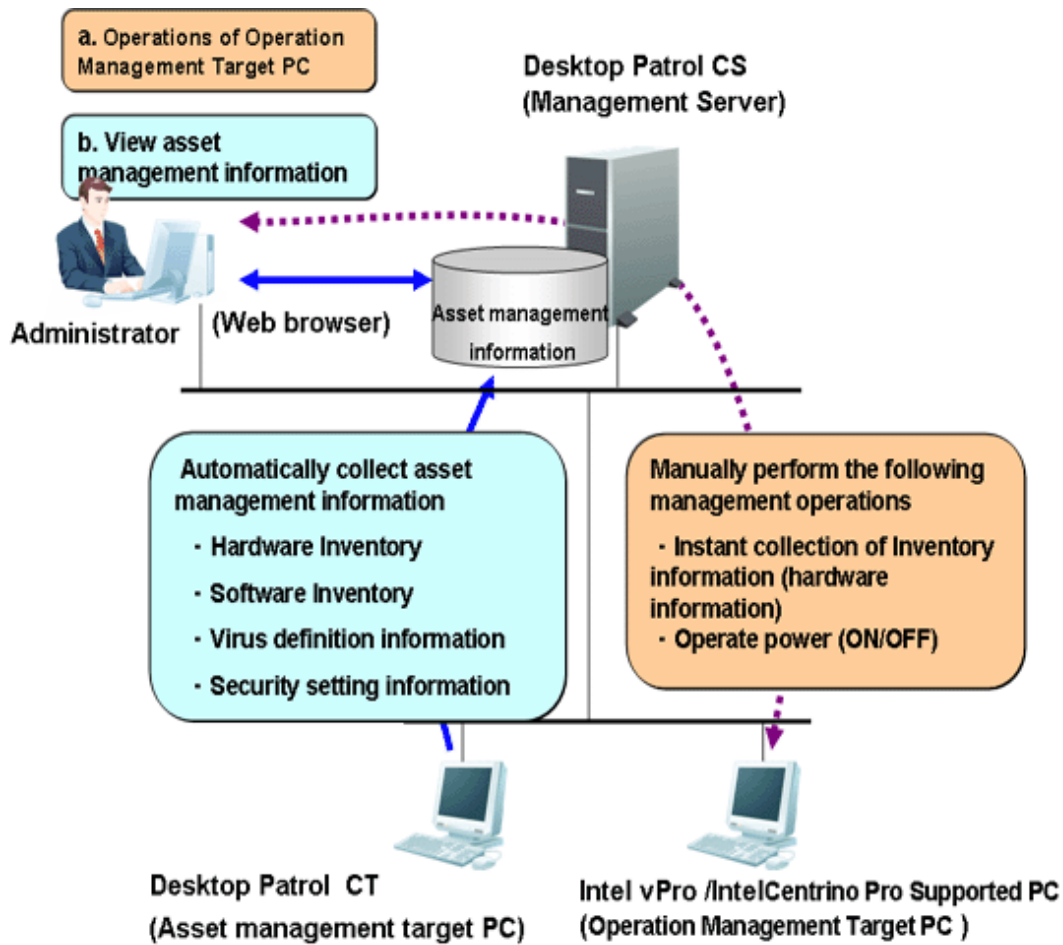 a. Operations of Operation
Management Target PC
Desktop Patrol CS
(Management Server)
b. View asset
management information
Administrator
(Web browser)
Asset management
information
Automatically collect asset
management information
- Hardware Inventory
- Software Inventory
- Virus definition information
- Security setting information
Manually perform the following
management operations
- Instant collection of Inventory
information (hardware
information)
- Operate power (ON/OFF)
Desktop Patrol CT
(Asset management target PC)
Intel vPro /IntelCentrino Pro Supported PC
(Operation Management Target PC )